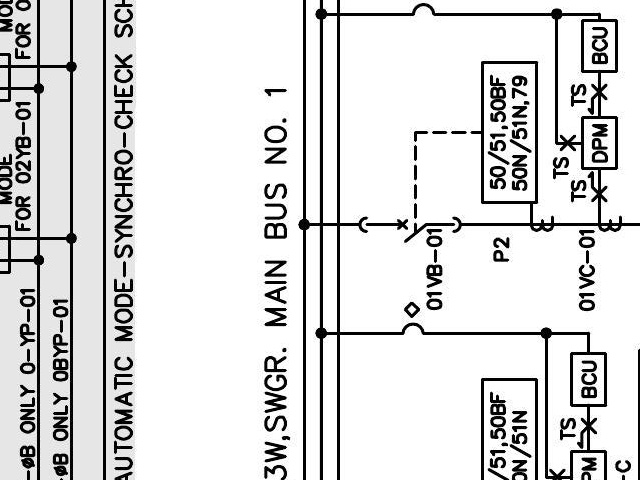 MODE
FOR 0
MODE
FOR 02YB-01
-øB ONLY 0-YP-01
-øB ONLY 0BYP-01
AUTOMATIC MODE-SYNCHRO-CHECK SCH
3W,SWGR. MAIN BUS NO. 1
01VB-01
50/51,50BF
50N/51N,79
P2
TS
TS
TS
BCU
DPM
01VC-01
/51,50BF
0N/51N
TS
BCU
PM
-C